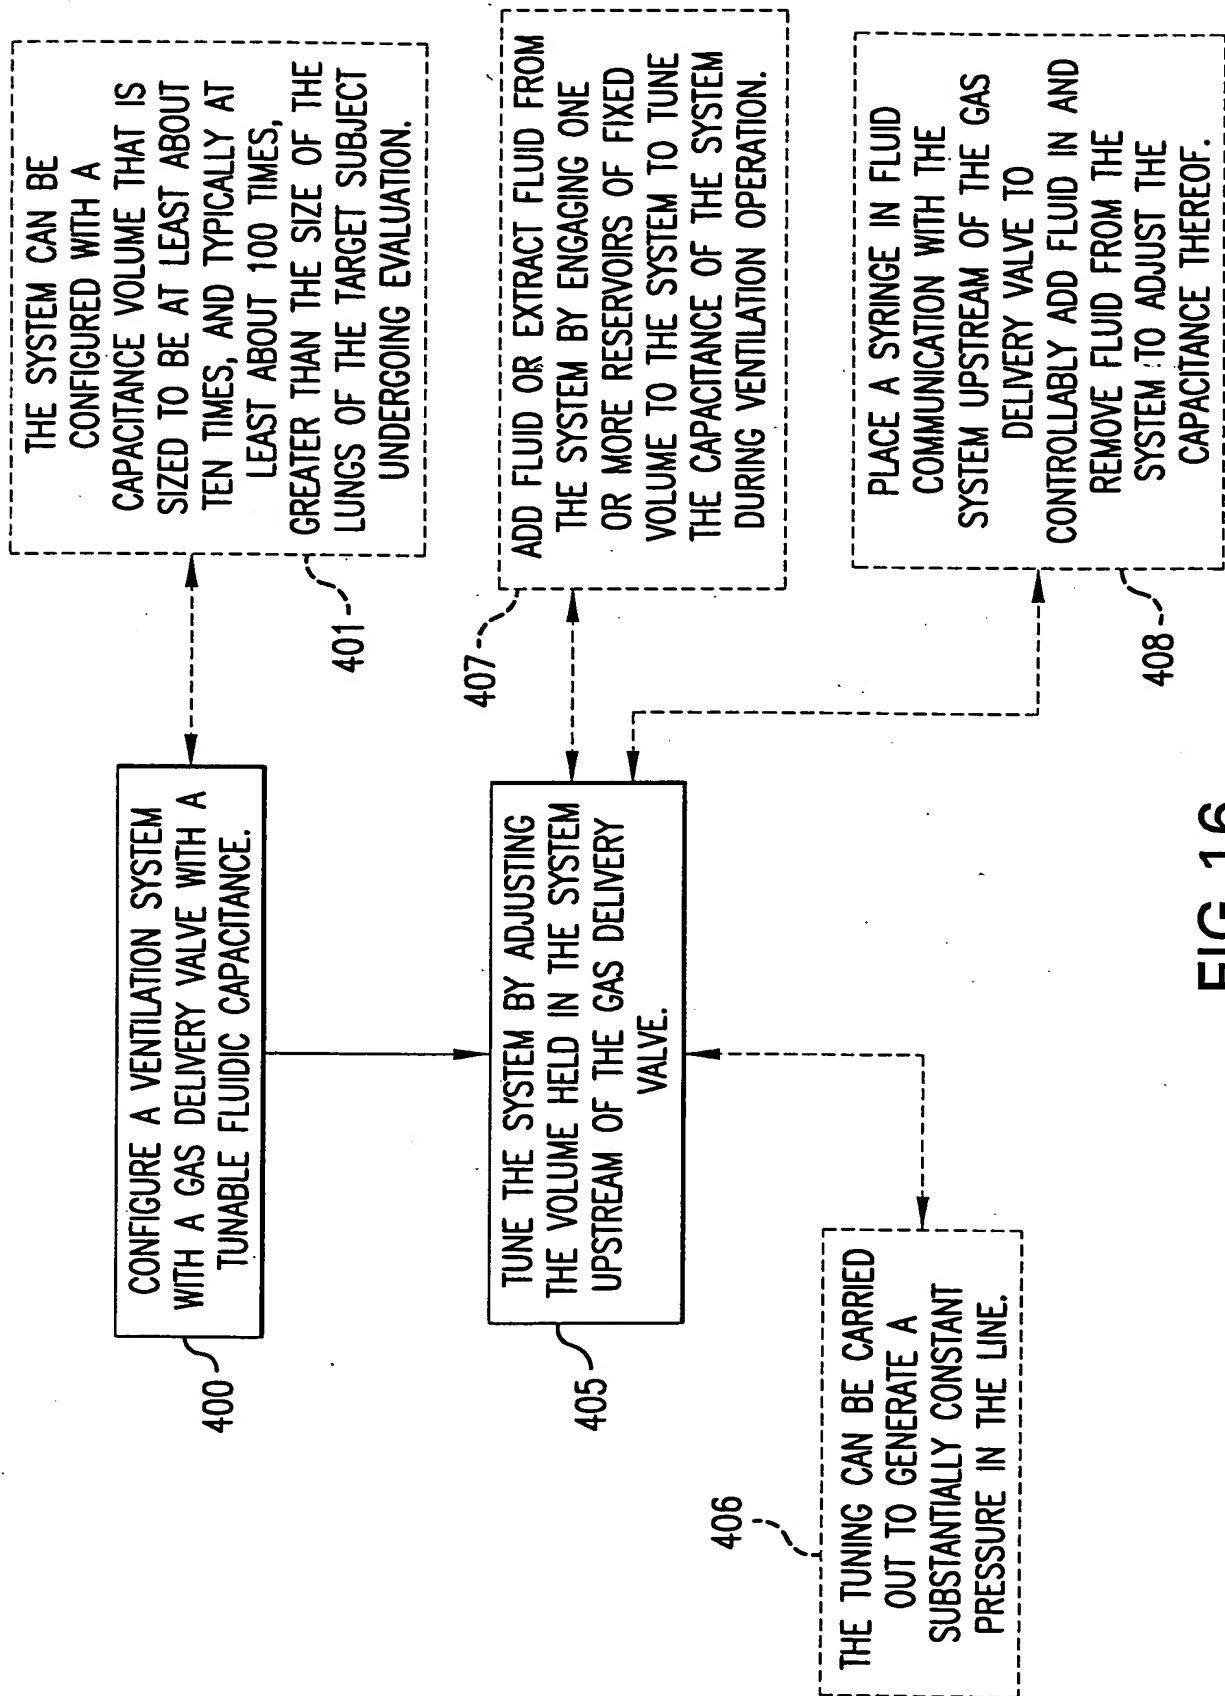 CONFIGURE A VENTILATION SYSTEM
WITH A GAS DELIVERY VALVE WITH A
TUNABLE FLUIDIC CAPACITANCE.
400
THE SYSTEM CAN BE
CONFIGURED WITH A
CAPACITANCE VOLUME THAT IS
SIZED TO BE AT LEAST ABOUT
TEN TIMES, AND TYPICALLY AT
LEAST ABOUT 100 TIMES,
GREATER THAN THE SIZE OF THE
LUNGS OF THE TARGET SUBJECT
UNDERGOING EVALUATION.
401
TUNE THE SYSTEM BY ADJUSTING
THE VOLUME HELD IN THE SYSTEM
UPSTREAM OF THE GAS DELIVERY
VALVE.
405
ADD FLUID OR EXTRACT FLUID FROM
THE SYSTEM BY ENGAGING ONE
OR MORE RESERVOIRS OF FIXED
VOLUME TO THE SYSTEM TO TUNE
THE CAPACITANCE OF THE SYSTEM
DURING VENTILATION OPERATION.
407
406
THE TUNING CAN BE CARRIED
OUT TO GENERATE A
SUBSTANTIALLY CONSTANT
PRESSURE IN THE LINE.
PLACE A SYRINGE IN FLUID
COMMUNICATION WITH THE
SYSTEM UPSTREAM OF THE GAS
DELIVERY VALVE TO
CONTROLLABLY ADD FLUID IN AND
REMOVE FLUID FROM THE
SYSTEM TO ADJUST THE
CAPACITANCE THEREOF.
408
FIG.16